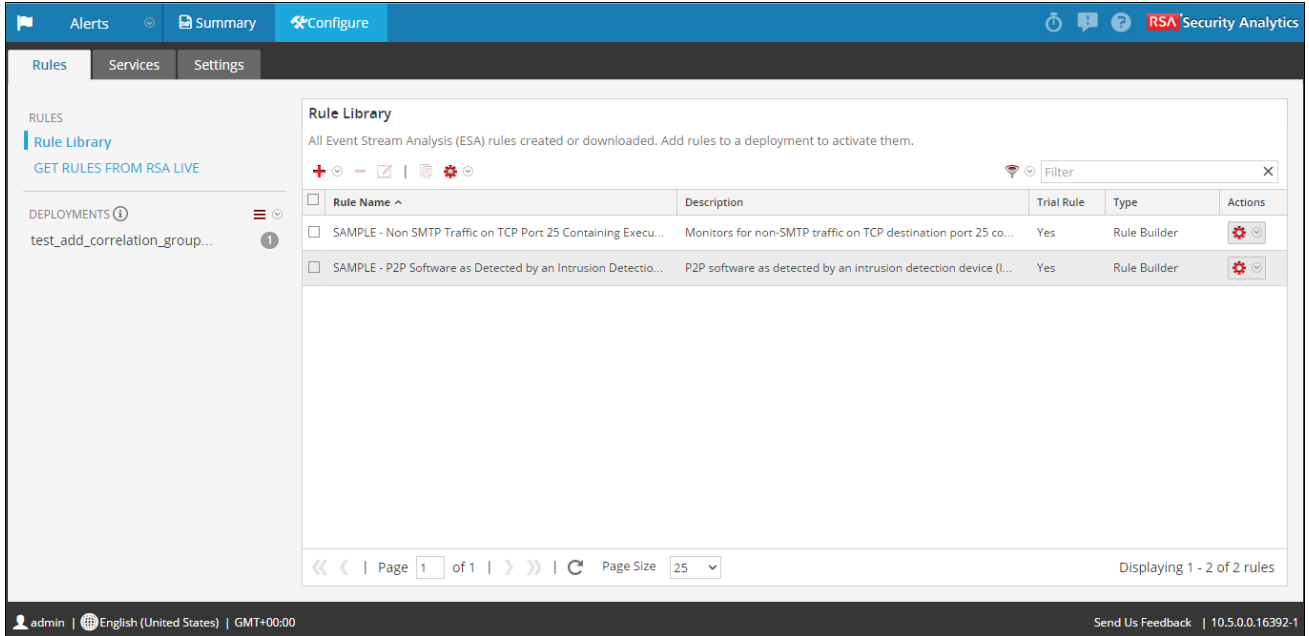 Alerts Summary Configure RSA Security Analytics
Rules Services Settings
RULES
Rule Library
GET RULES FROM RSA LIVE
DEPLOYMENTS
test_add_correlation_group... 1
Rule Library
All Event Stream Analysis (ESA) rules created or downloaded. Add rules to a deployment to activate them.
Filter
Rule Name Description Trial Rule Type Actions
SAMPLE - Non SMTP Traffic on TCP Port 25 Containing Execu... Monitors for non-SMTP traffic on TCP destination port 25 co... Yes Rule Builder
SAMPLE - P2P Software as Detected by an Intrusion Detectio... P2P software as detected by an intrusion detection device (I... Yes Rule Builder
| Page 1 of 1 | | Page Size 25 Displaying 1 - 2 of 2 rules
admin | English (United States) | GMT+00:00 Send Us Feedback | 10.5.0.0.16392-1